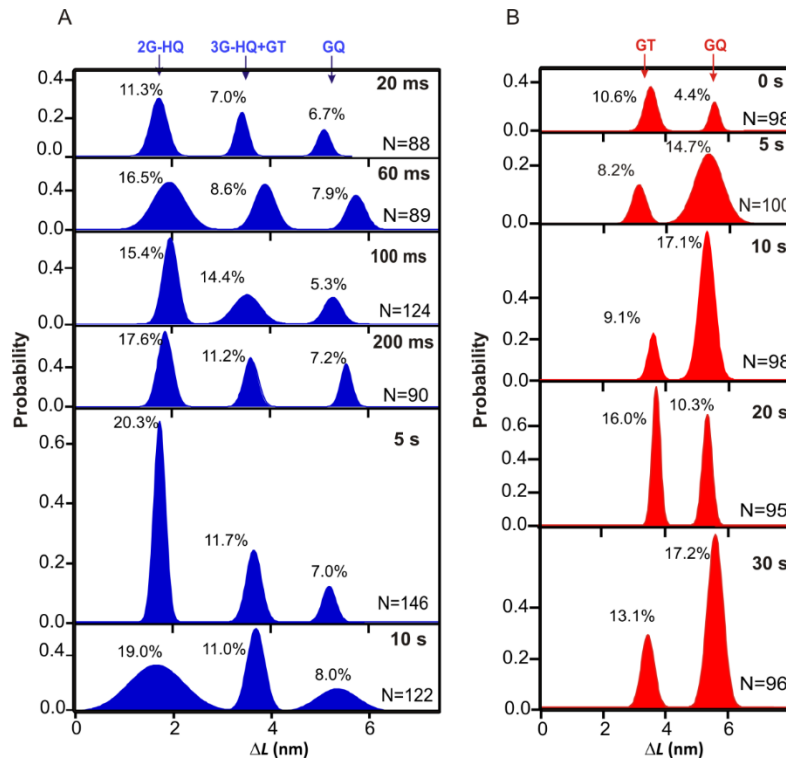 A
2G-HQ 3G-HQ+GT GQ
20 ms
0.4
0.2
0.0
11.3%
7.0%
6.7%
N=88
60 ms
0.4
0.0
16.5%
8.6%
7.9%
N=89
100 ms
0.4
0.0
15.4%
14.4%
5.3%
N=124
200 ms
0.4
0.0
17.6%
11.2%
7.2%
N=90
5 s
0.6
0.2
0.0
20.3%
11.7%
7.0%
N=146
10 s
0.4
0.0
19.0%
11.0%
8.0%
N=122
Probability
0 2 4 6
ΔL (nm)
B
GT GQ
0 s
0.4
0.0
10.6%
4.4%
N=98
5 s
0.2
0.0
8.2%
14.7%
N=100
10 s
0.4
0.2
0.0
9.1%
17.1%
N=98
20 s
0.4
0.2
0.0
16.0%
10.3%
N=95
30 s
0.4
0.2
0.0
13.1%
17.2%
N=96
Probability
0 2 4 6
ΔL (nm)